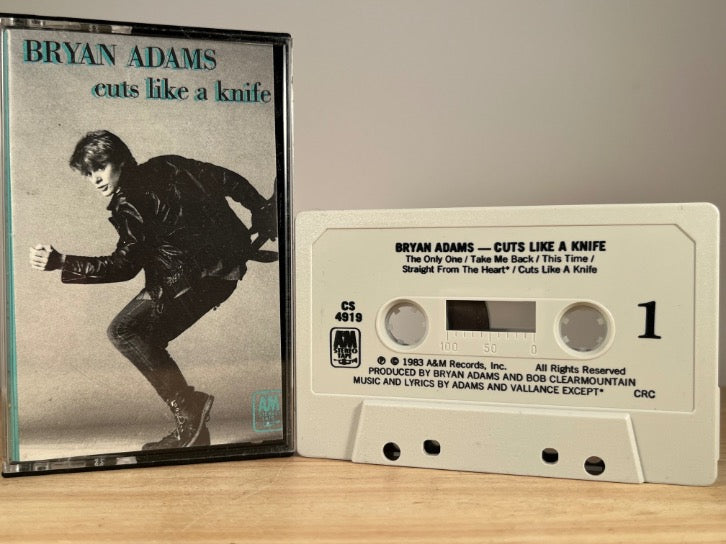 BRYAN ADAMS
cuts like a knife
A&M
BRYAN ADAMS — CUTS LIKE A KNIFE
The Only One / Take Me Back / This Time /
Straight From The Heart* / Cuts Like A Knife
CS
4919
A&M
STEREO
TAPE
1
100 50 0
℗ © 1983 A&M Records, Inc. All Rights Reserved
PRODUCED BY BRYAN ADAMS AND BOB CLEARMOUNTAIN
MUSIC AND LYRICS BY ADAMS AND VALLANCE EXCEPT*
CRC